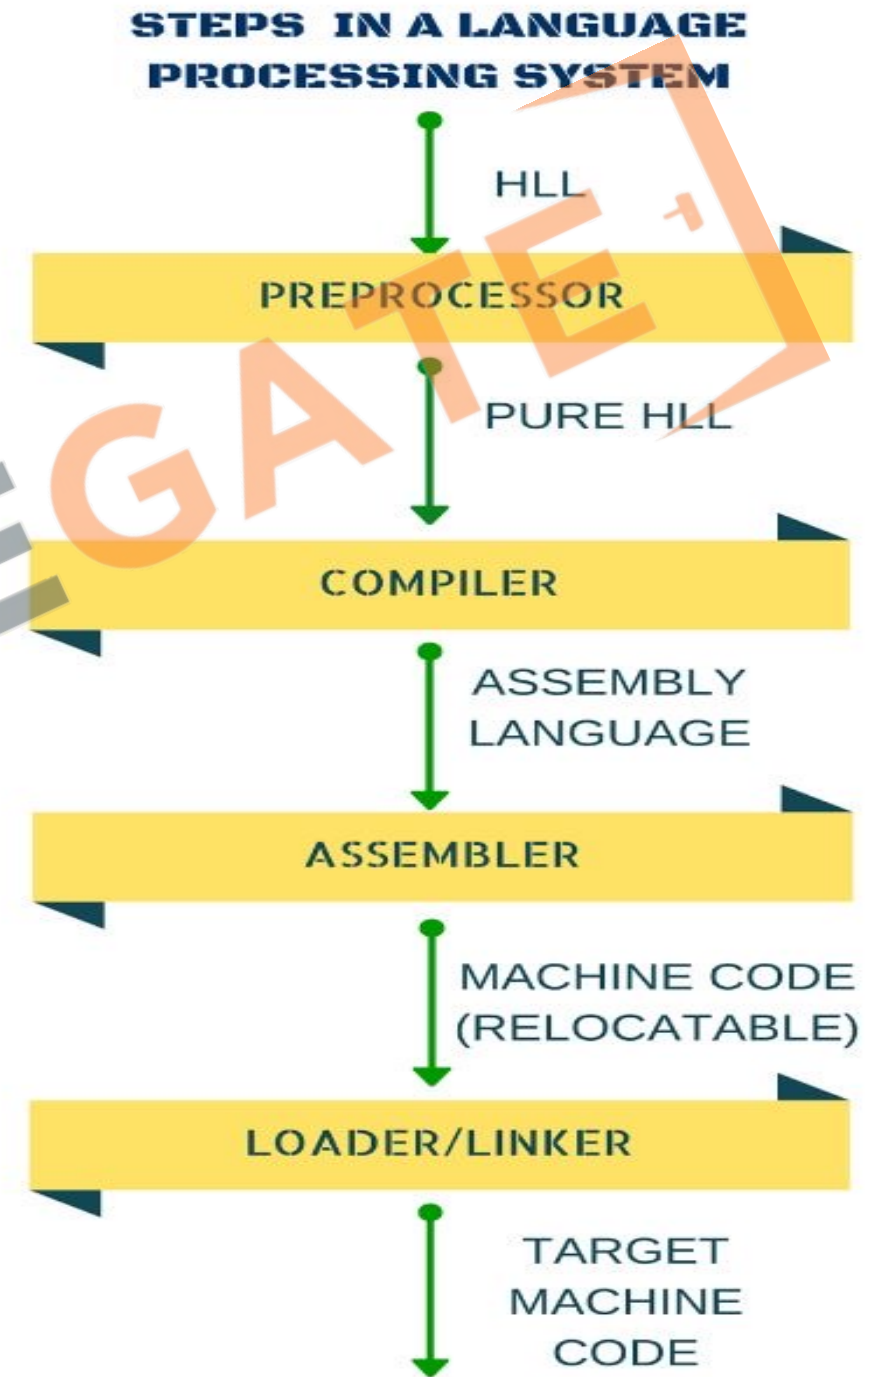 STEPS IN A LANGUAGE
PROCESSING SYSTEM
HLL
PREPROCESSOR
PURE HLL
COMPILER
ASSEMBLY
LANGUAGE
ASSEMBLER
MACHINE CODE
(RELOCATABLE)
LOADER/LINKER
TARGET
MACHINE
CODE
EGATE